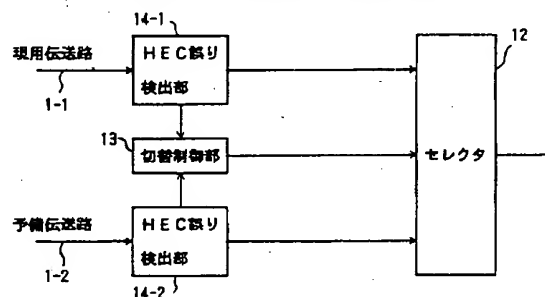 14-1
12
現用伝送路
HEC誤り
検出部
1-1
13
切替制御部
セレクタ
予備伝送路
HEC誤り
検出部
1-2
14-2